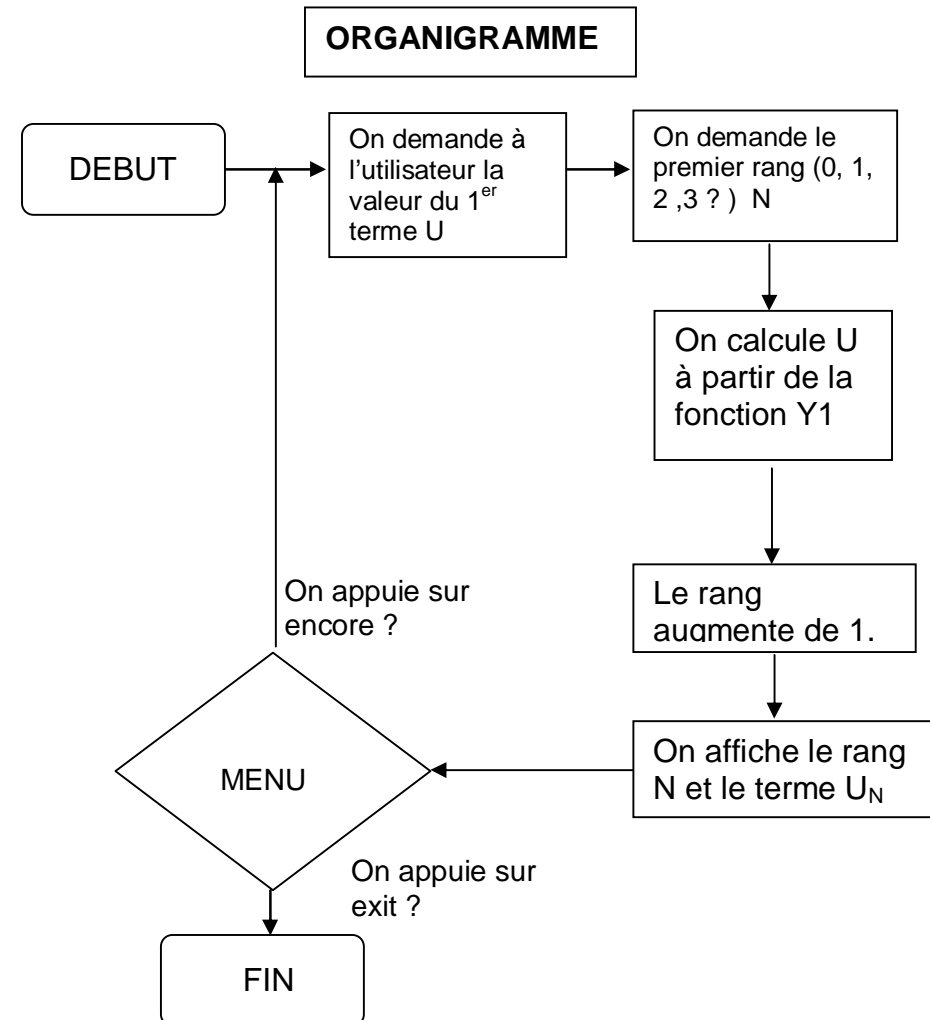 ORGANIGRAMME
DEBUT
On demande à
l’utilisateur la
valeur du 1er
terme U
On demande le
premier rang (0, 1,
2 ,3 ? ) N
On calcule U
à partir de la
fonction Y1
Le rang
augmente de 1.
On affiche le rang
N et le terme UN
MENU
On appuie sur
encore ?
On appuie sur
exit ?
FIN